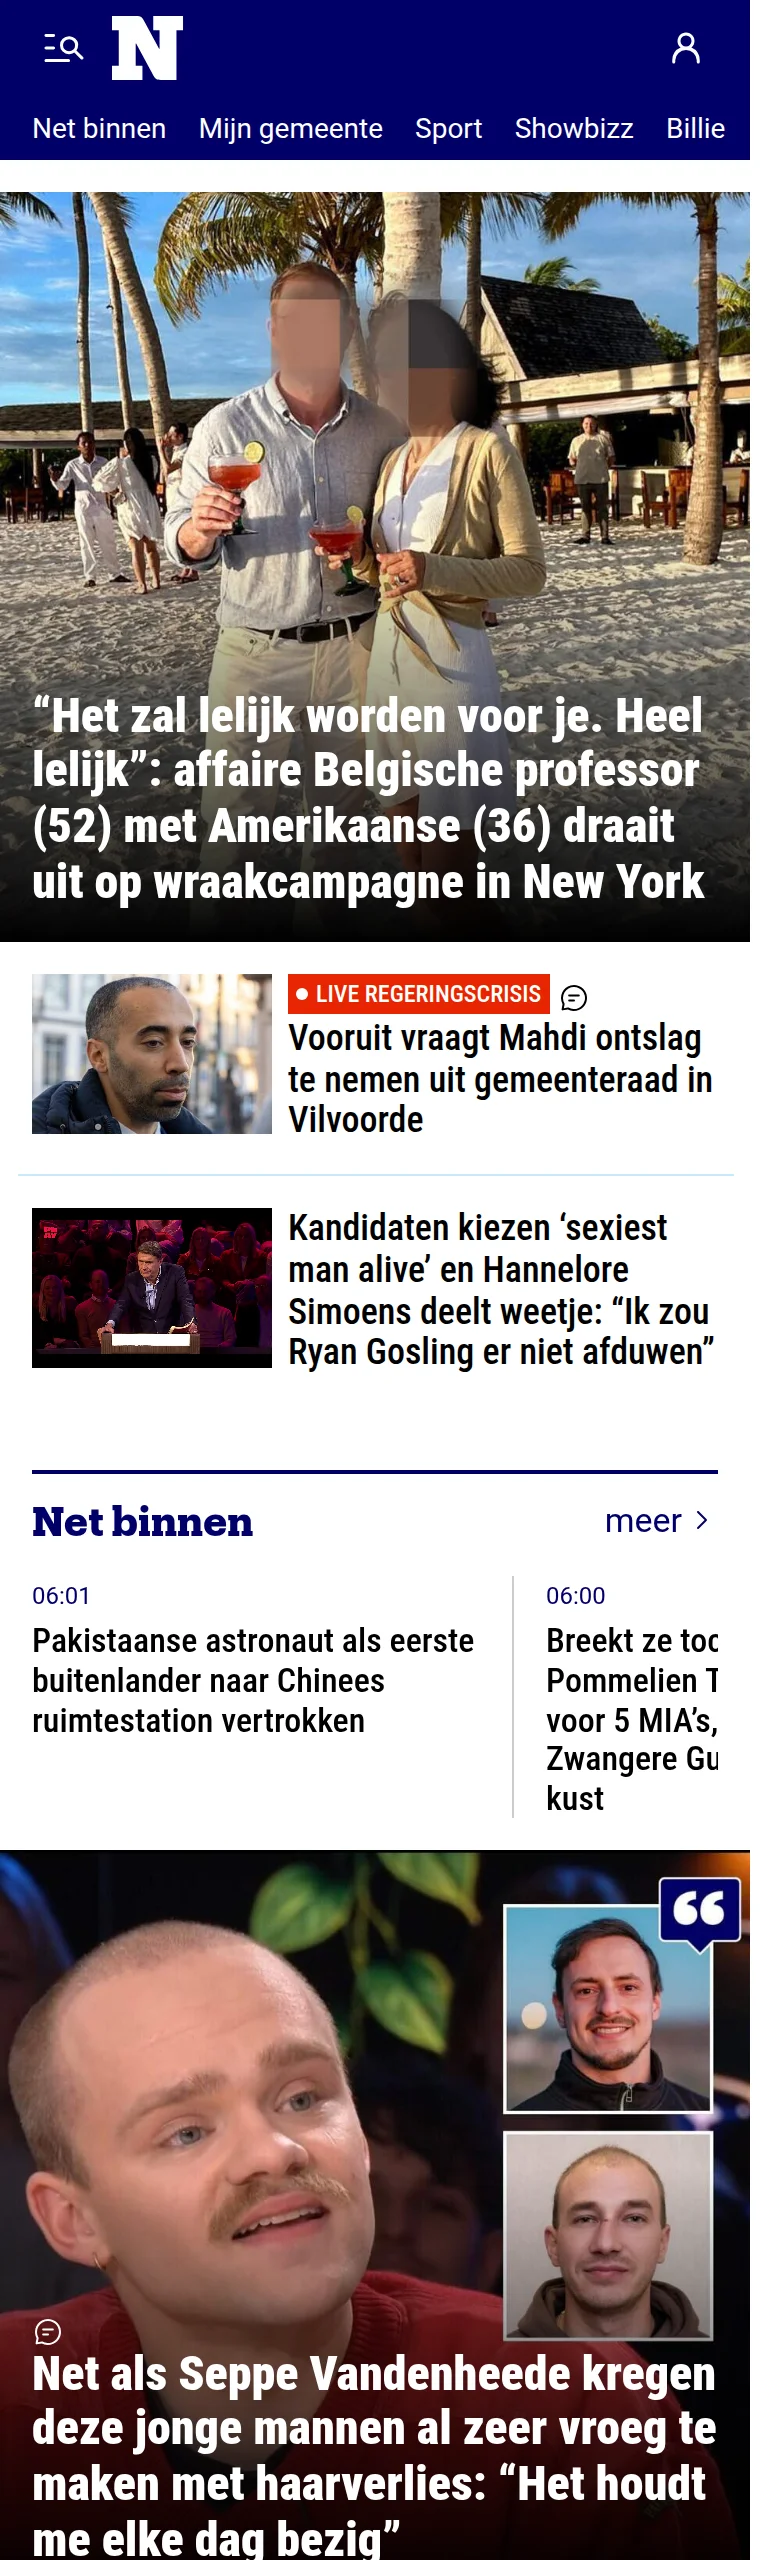 N
Net binnen Mijn gemeente Sport Showbizz Billie
“Het zal lelijk worden voor je. Heel
lelijk”: affaire Belgische professor
(52) met Amerikaanse (36) draait
uit op wraakcampagne in New York
LIVE REGERINGSCRISIS
Vooruit vraagt Mahdi ontslag
te nemen uit gemeenteraad in
Vilvoorde
Kandidaten kiezen ‘sexiest
man alive’ en Hannelore
Simoens deelt weetje: “Ik zou
Ryan Gosling er niet afduwen”
Net binnen
meer
06:01
Pakistaanse astronaut als eerste
buitenlander naar Chinees
ruimtestation vertrokken
06:00
Breekt ze
Pommelien T
voor 5 MIA’s,
Zwangere Gu
kust
Net als Seppe Vandenheede kregen
deze jonge mannen al zeer vroeg te
maken met haarverlies: “Het houdt
me elke dag bezig”